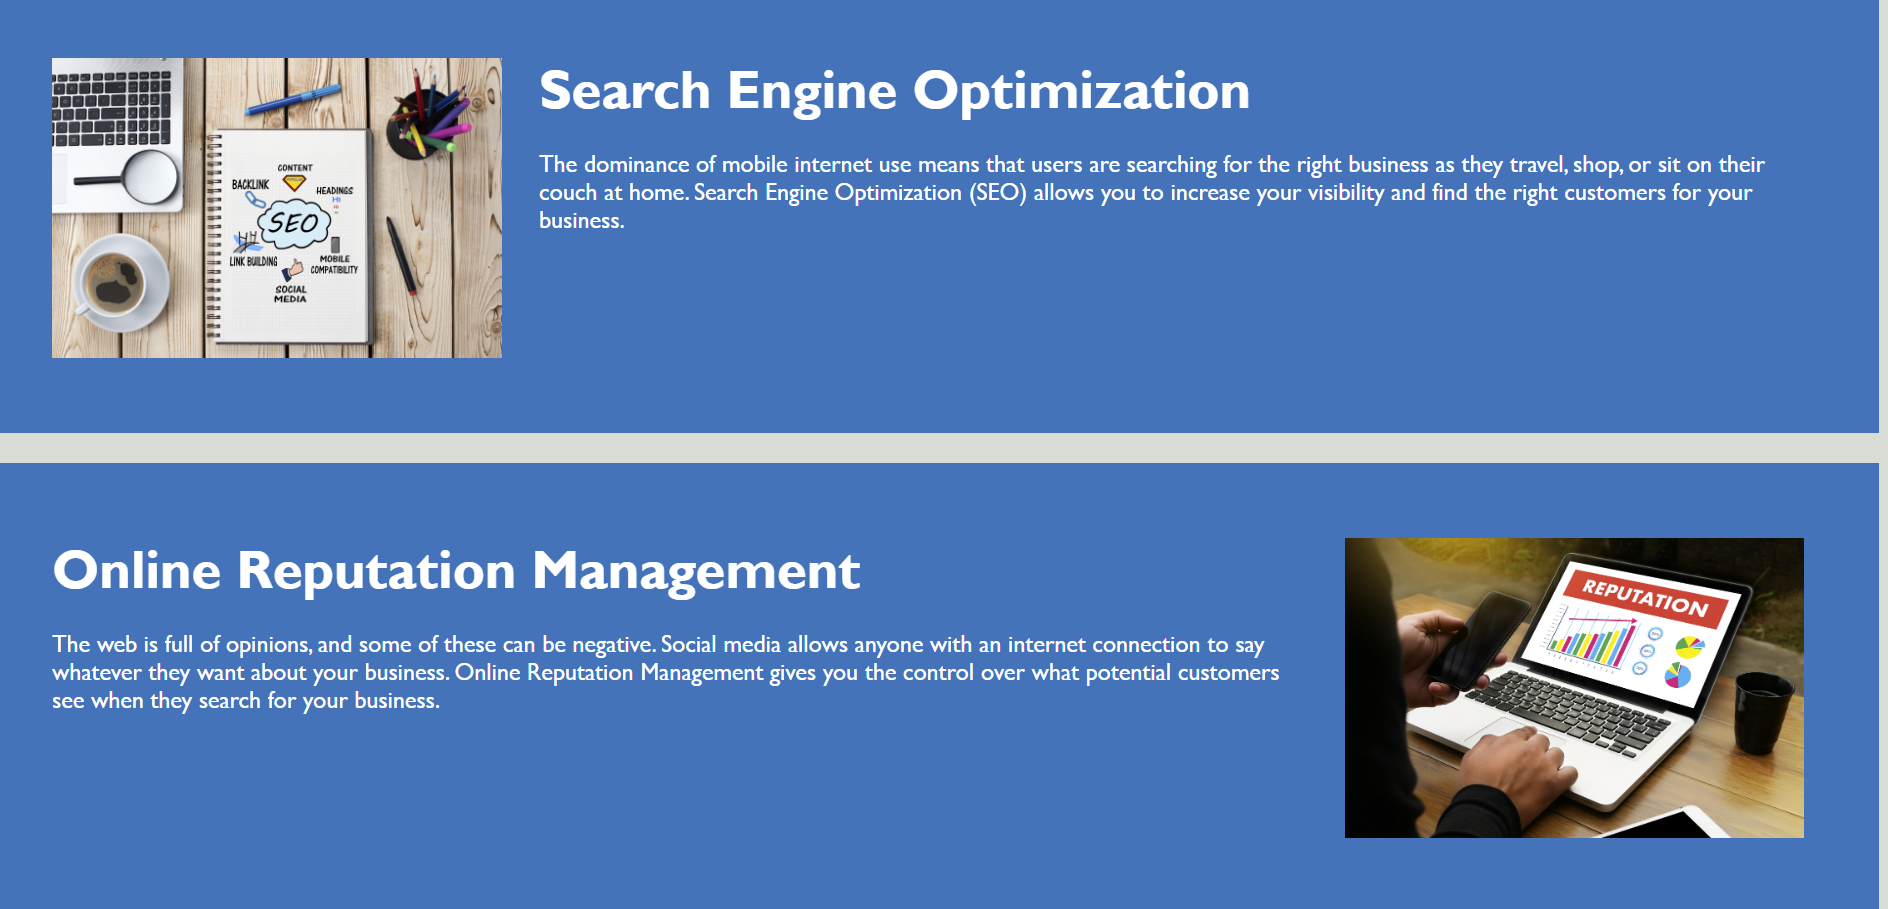 Search Engine Optimization
The dominance of mobile internet use means that users are searching for the right business as they travel, shop, or sit on their
couch at home. Search Engine Optimization (SEO) allows you to increase your visibility and find the right customers for your
business.
CONTENT
BACKLINK
HEADINGS
H1
SEO
LINK BUILDING
MOBILE
COMPATIBILITY
SOCIAL
MEDIA
Online Reputation Management
The web is full of opinions, and some of these can be negative. Social media allows anyone with an internet connection to say
whatever they want about your business. Online Reputation Management gives you the control over what potential customers
see when they search for your business.
REPUTATION